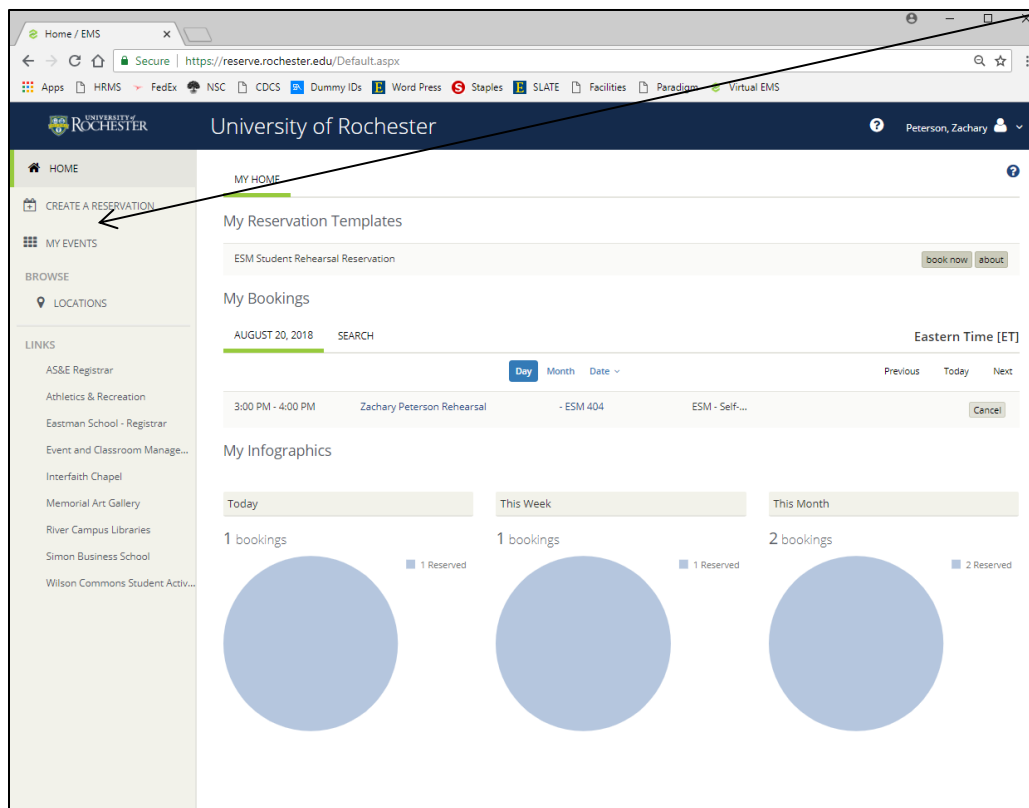 Home / EMS
Secure | https://reserve.rochester.edu/Default.aspx
Apps HRMS FedEx NSC CDCS Dummy IDs Word Press Staples SLATE Facilities Paradigm Virtual EMS
UNIVERSITY of ROCHESTER
University of Rochester
Peterson, Zachary
HOME
CREATE A RESERVATION
MY EVENTS
BROWSE
LOCATIONS
LINKS
AS&E Registrar
Athletics & Recreation
Eastman School - Registrar
Event and Classroom Manage...
Interfaith Chapel
Memorial Art Gallery
River Campus Libraries
Simon Business School
Wilson Commons Student Activ...
MY HOME
My Reservation Templates
ESM Student Rehearsal Reservation book now about
My Bookings
AUGUST 20, 2018 SEARCH Eastern Time [ET]
Day Month Date Previous Today Next
3:00 PM - 4:00 PM Zachary Peterson Rehearsal - ESM 404 ESM - Self-... Cancel
My Infographics
Today This Week This Month
1 bookings 1 bookings 2 bookings
1 Reserved 1 Reserved 2 Reserved